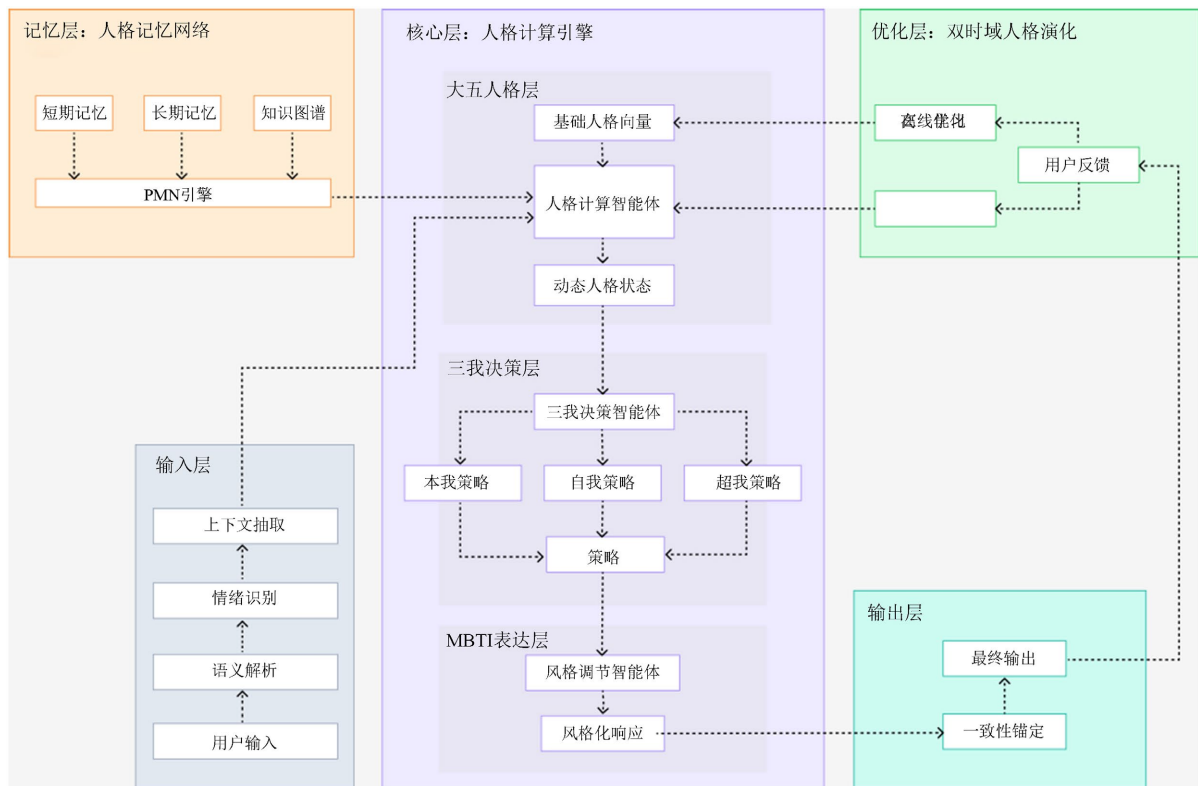 记忆层：人格记忆网络
短期记忆
长期记忆
知识图谱
PMN引擎
核心层：人格计算引擎
大五人格层
基础人格向量
人格计算智能体
动态人格状态
三我决策层
三我决策智能体
本我策略
自我策略
超我策略
策略
MBTI表达层
风格调节智能体
风格化响应
优化层：双时域人格演化
用户反馈
输入层
上下文抽取
情绪识别
语义解析
用户输入
输出层
最终输出
一致性锚定